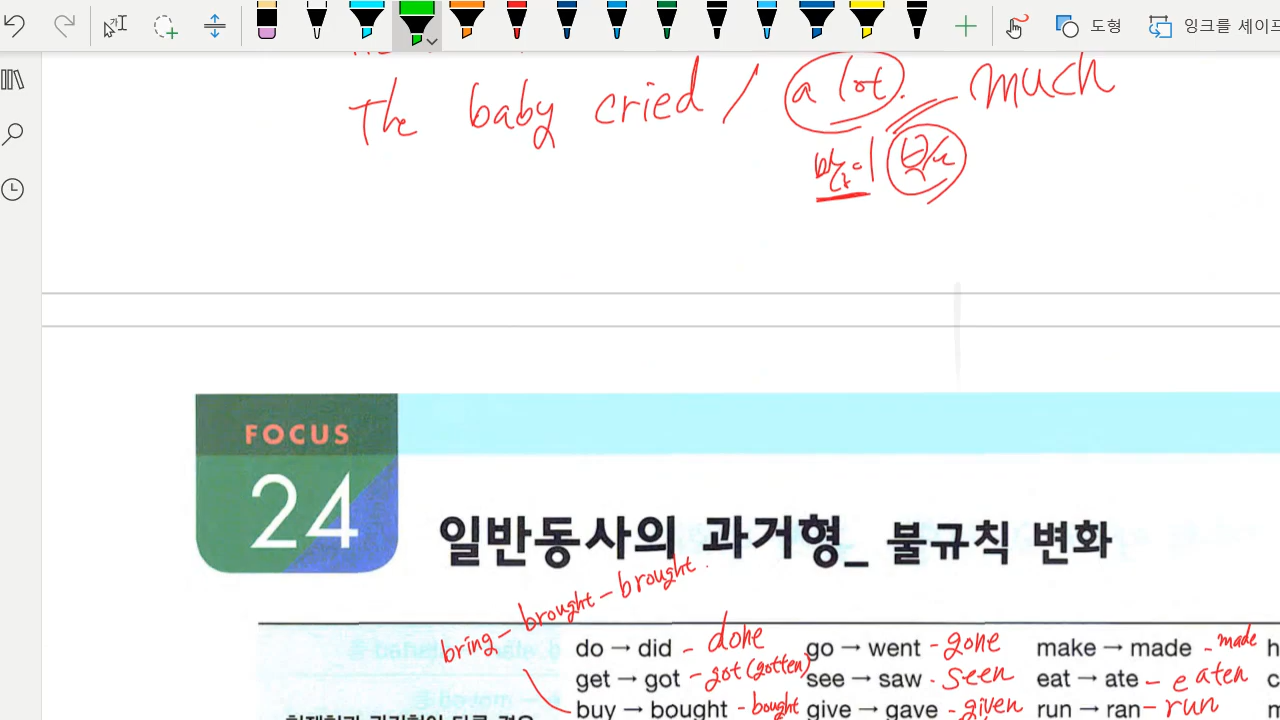 도형
잉크를 셰이프
The baby cried / a lot. much
FOCUS
24
일반동사의 과거형_ 불규칙 변화
bring - brought - brought
do → did - done go → went - gone make → made - made h
get → got - got (gotten) see → saw - seen eat → ate - eaten c
buy → bought - bought give → gave - given run → ran - run n